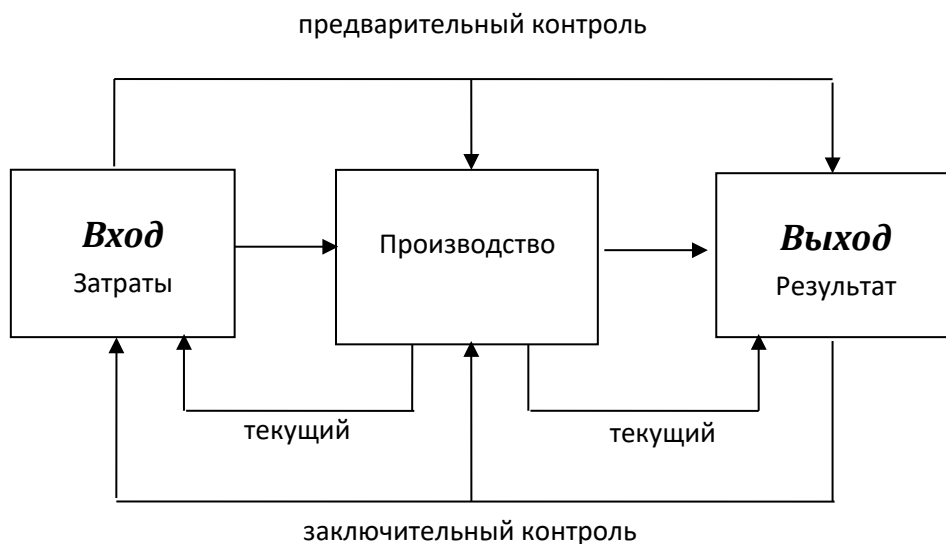 предварительный контроль
Вход
Затраты
Производство
Выход
Результат
текущий
текущий
заключительный контроль